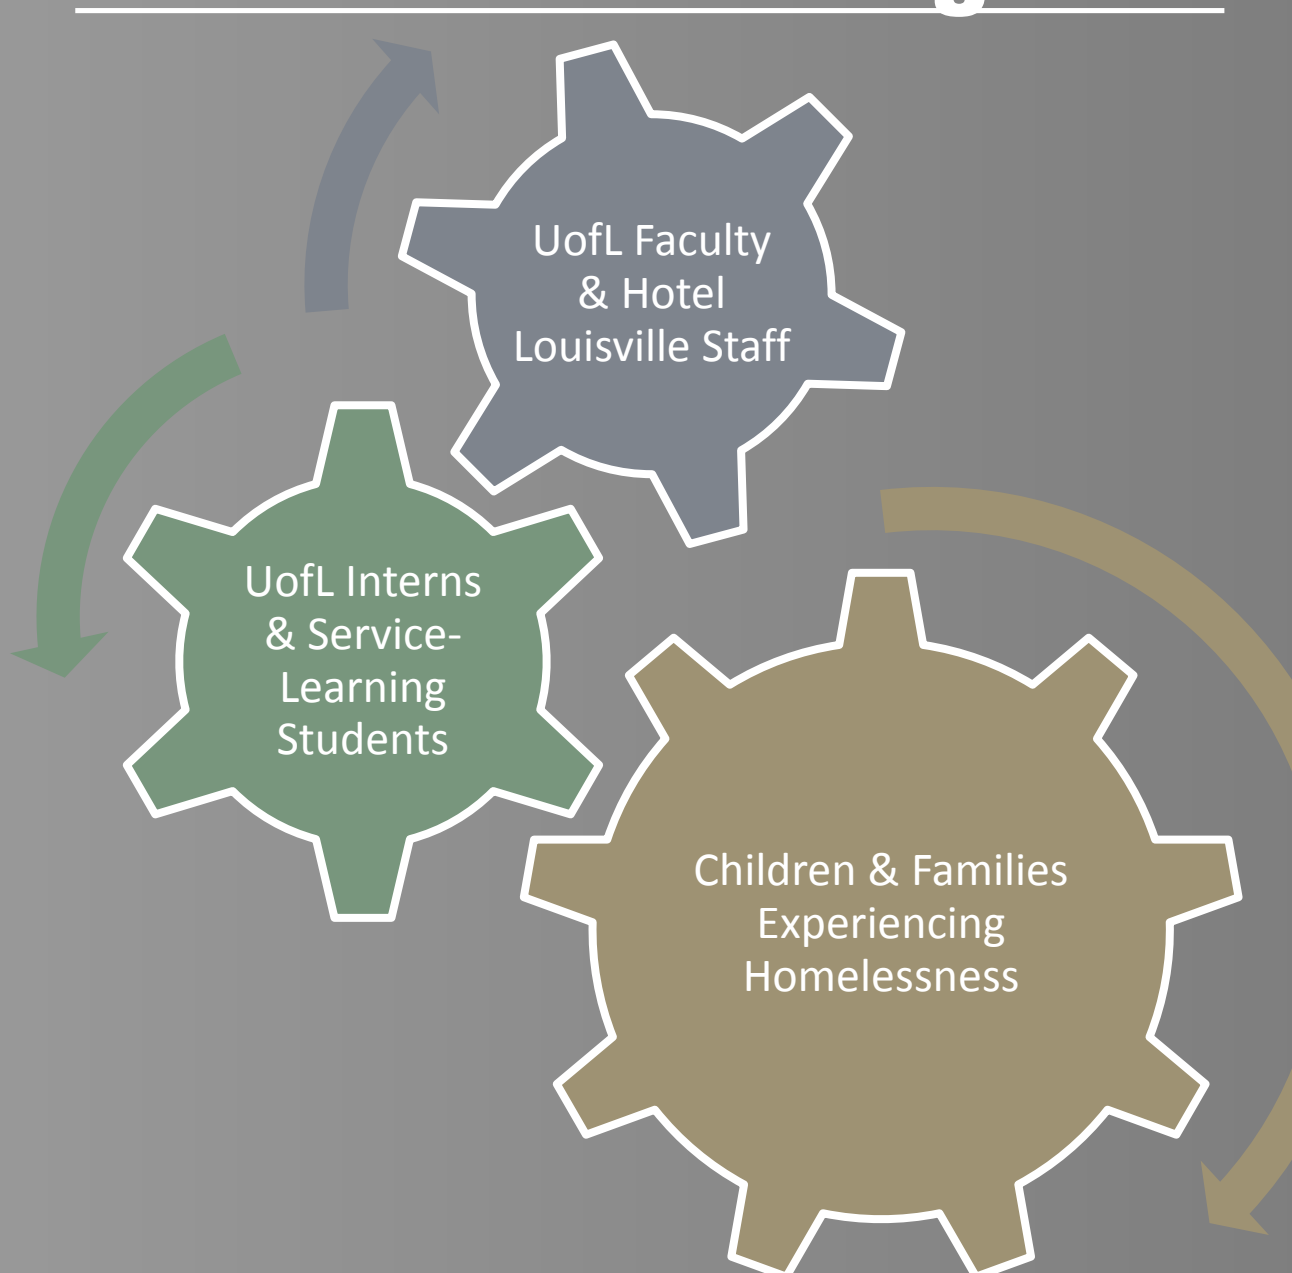 UofL Faculty
& Hotel
Louisville Staff
UofL Interns
& Service-
Learning
Students
Children & Families
Experiencing
Homelessness